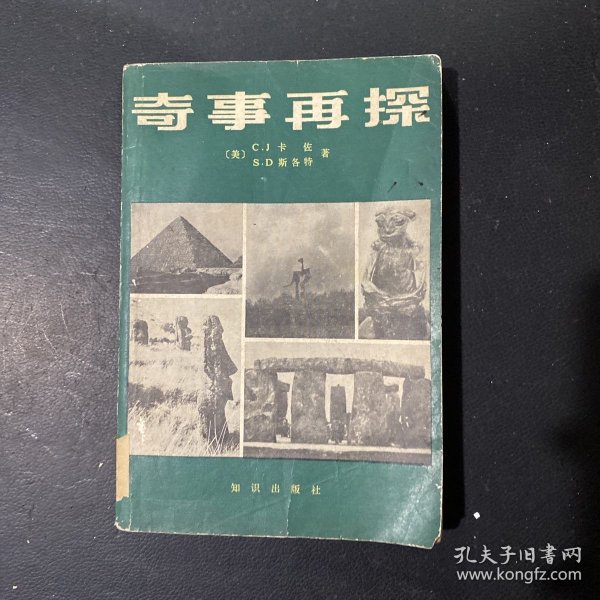 奇事再探
〔美〕C.J卡 佐 著
S.D斯各特
知识出版社
孔夫子旧书网
www.kongfz.com